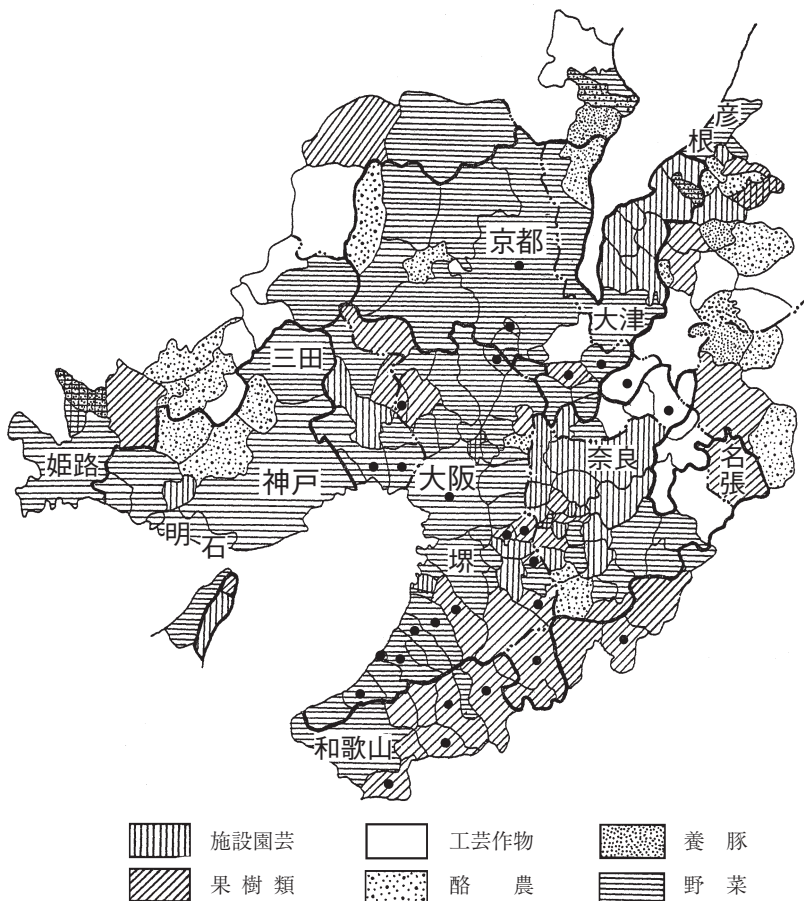 彦根
京都
大津
三田
姫路
神戸
大阪
奈良
名張
明石
堺
和歌山
施設園芸
工芸作物
養豚
果樹類
酪農
野菜